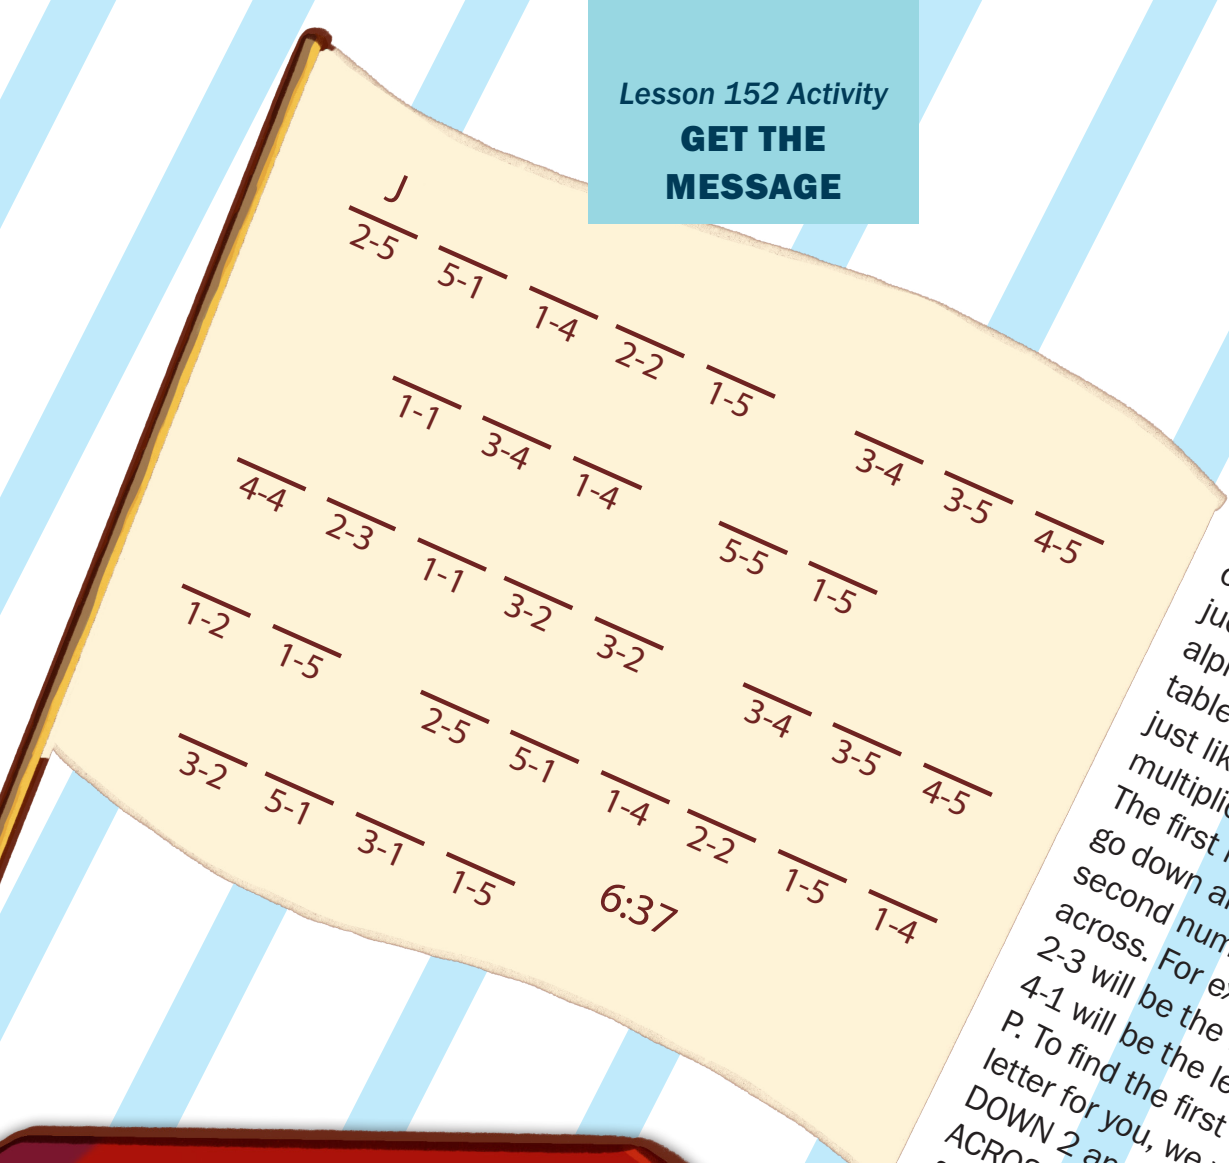 Lesson 152 Activity
GET THE
MESSAGE
J
2-5 5-1 1-4 2-2 1-5 3-4 3-5 4-5
1-1 3-4 1-4 5-5 1-5
4-4 2-3 1-1 3-2 3-2 3-4 3-5 4-5
1-2 1-5 2-5 5-1 1-4 2-2 1-5 1-4
3-2 5-1 3-1 1-5 6:37
table
just
The first
go down
second
across. For
2-3 will be the
4-1 will be the
P. To find the first
letter for you, we
DOWN 2